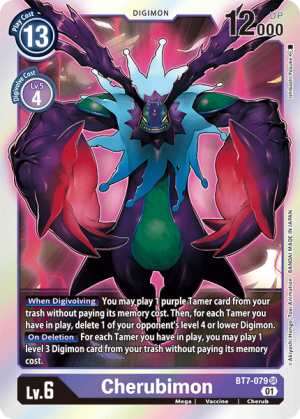 DIGIMON
Play Cost
13
12000
DP
Digivolve Cost
Lv.5
4
When Digivolving You may play 1 purple Tamer card from your
trash without paying its memory cost. Then, for each Tamer you
have in play, delete 1 of your opponent's level 4 or lower Digimon.
On Deletion For each Tamer you have in play, you may play 1
level 3 Digimon card from your trash without paying its memory
cost.
BT7-079 SR
Lv.6
Cherubimon
01
Mega | Vaccine | Cherub